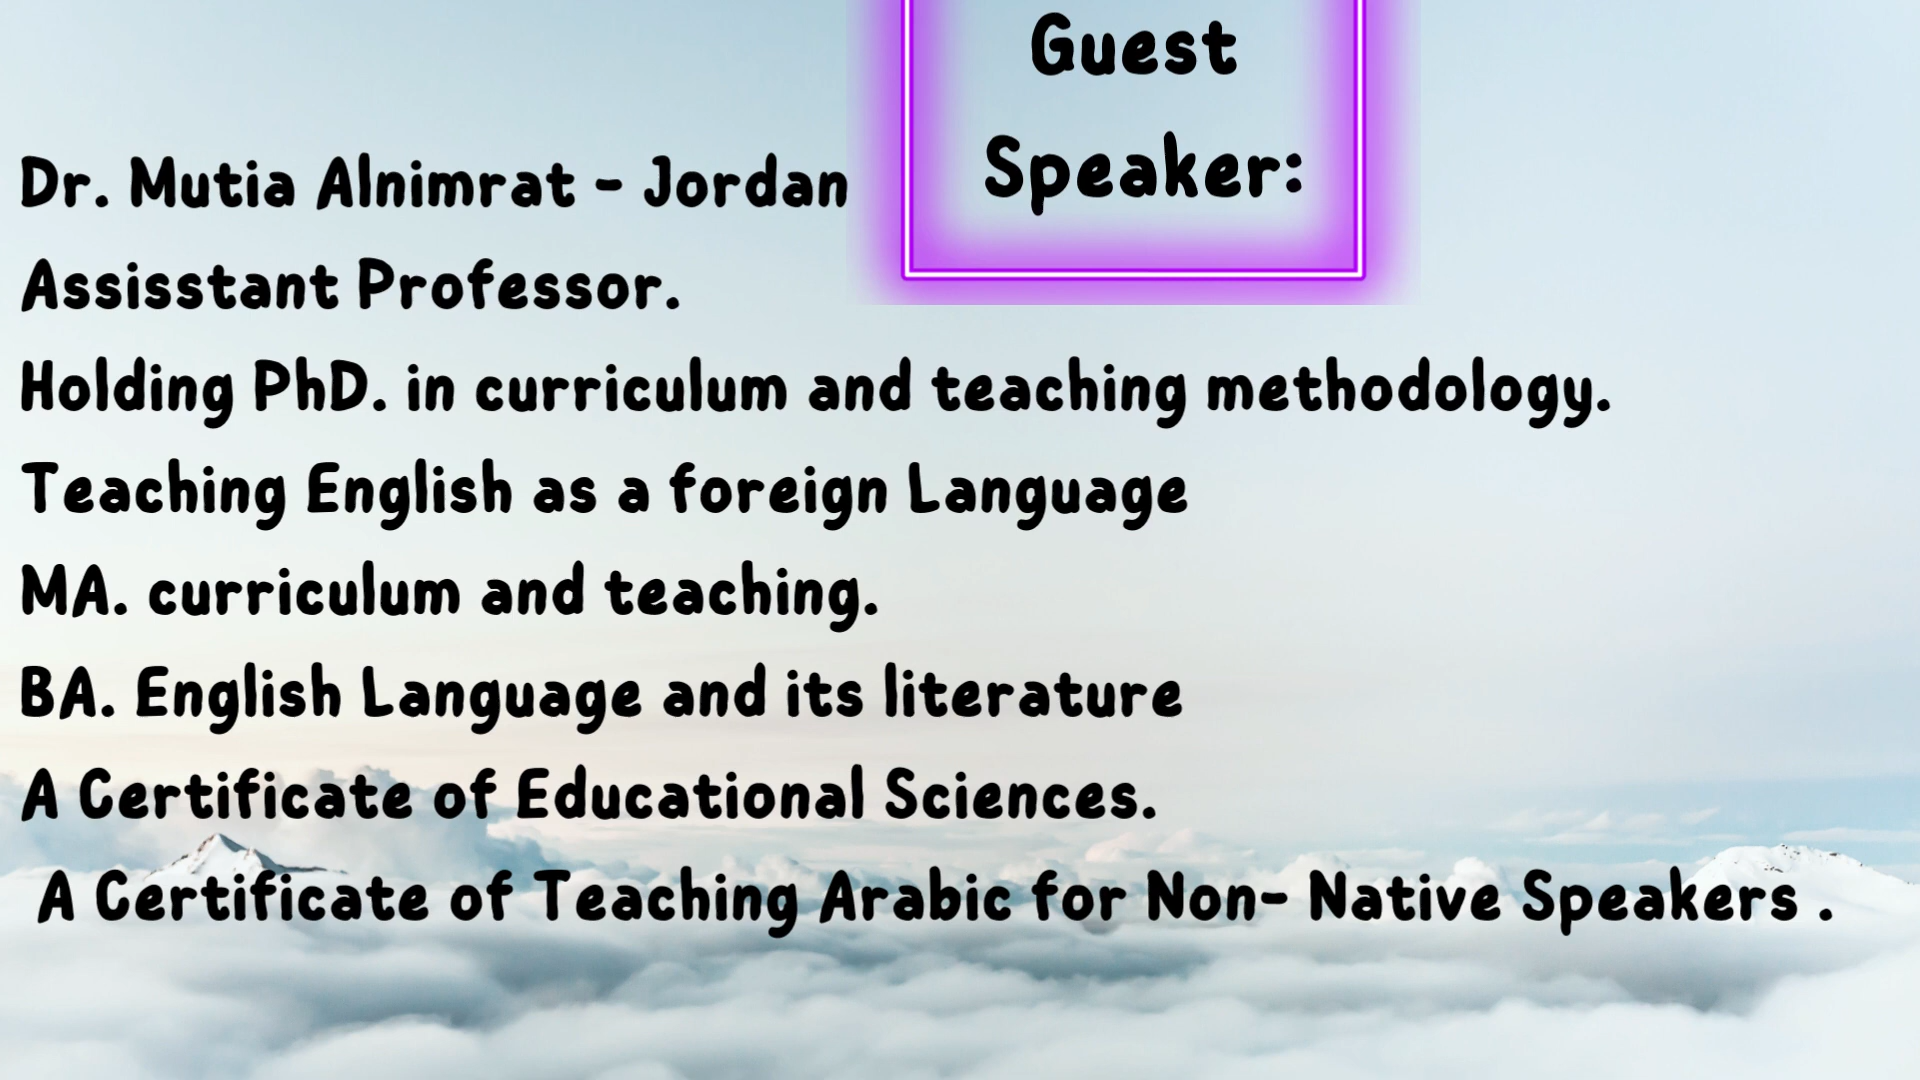 Guest
Speaker:
Dr. Mutia Alnimrat - Jordan
Assisstant Professor.
Holding PhD. in curriculum and teaching methodology.
Teaching English as a foreign Language
MA. curriculum and teaching.
BA. English Language and its literature
A Certificate of Educational Sciences.
A Certificate of Teaching Arabic for Non- Native Speakers .